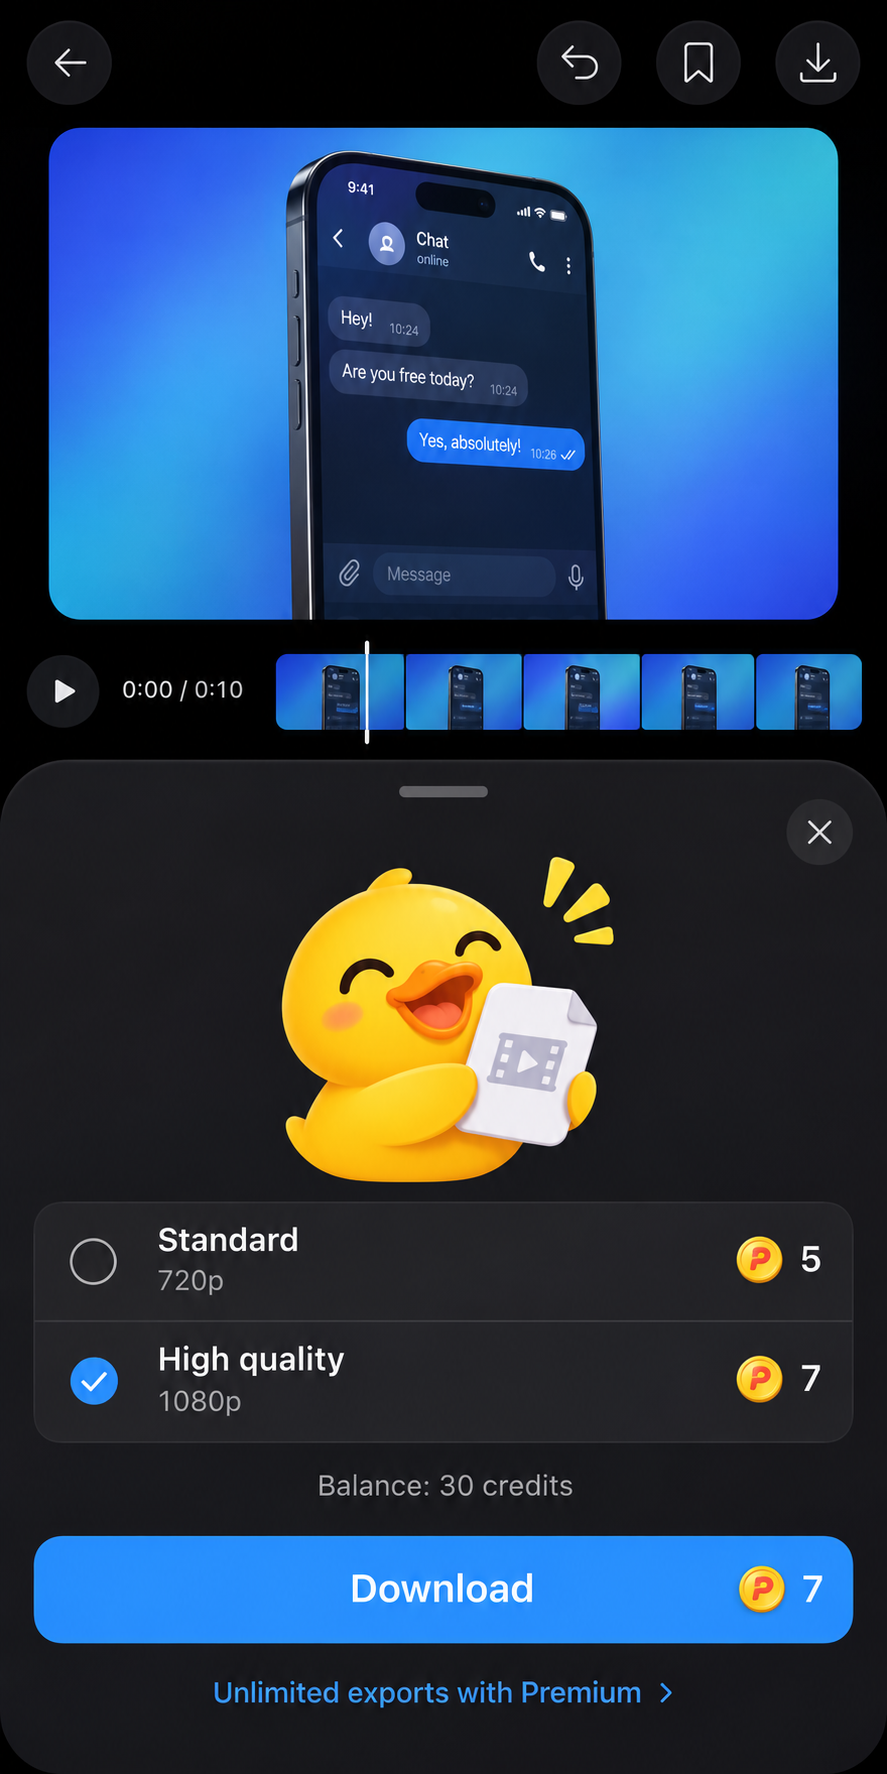 9:41
Chat
online
Hey! 10:24
Are you free today? 10:24
Yes, absolutely! 10:26
Message
0:00 / 0:10
Standard
720p
P 5
High quality
1080p
P 7
Balance: 30 credits
Download P 7
Unlimited exports with Premium >